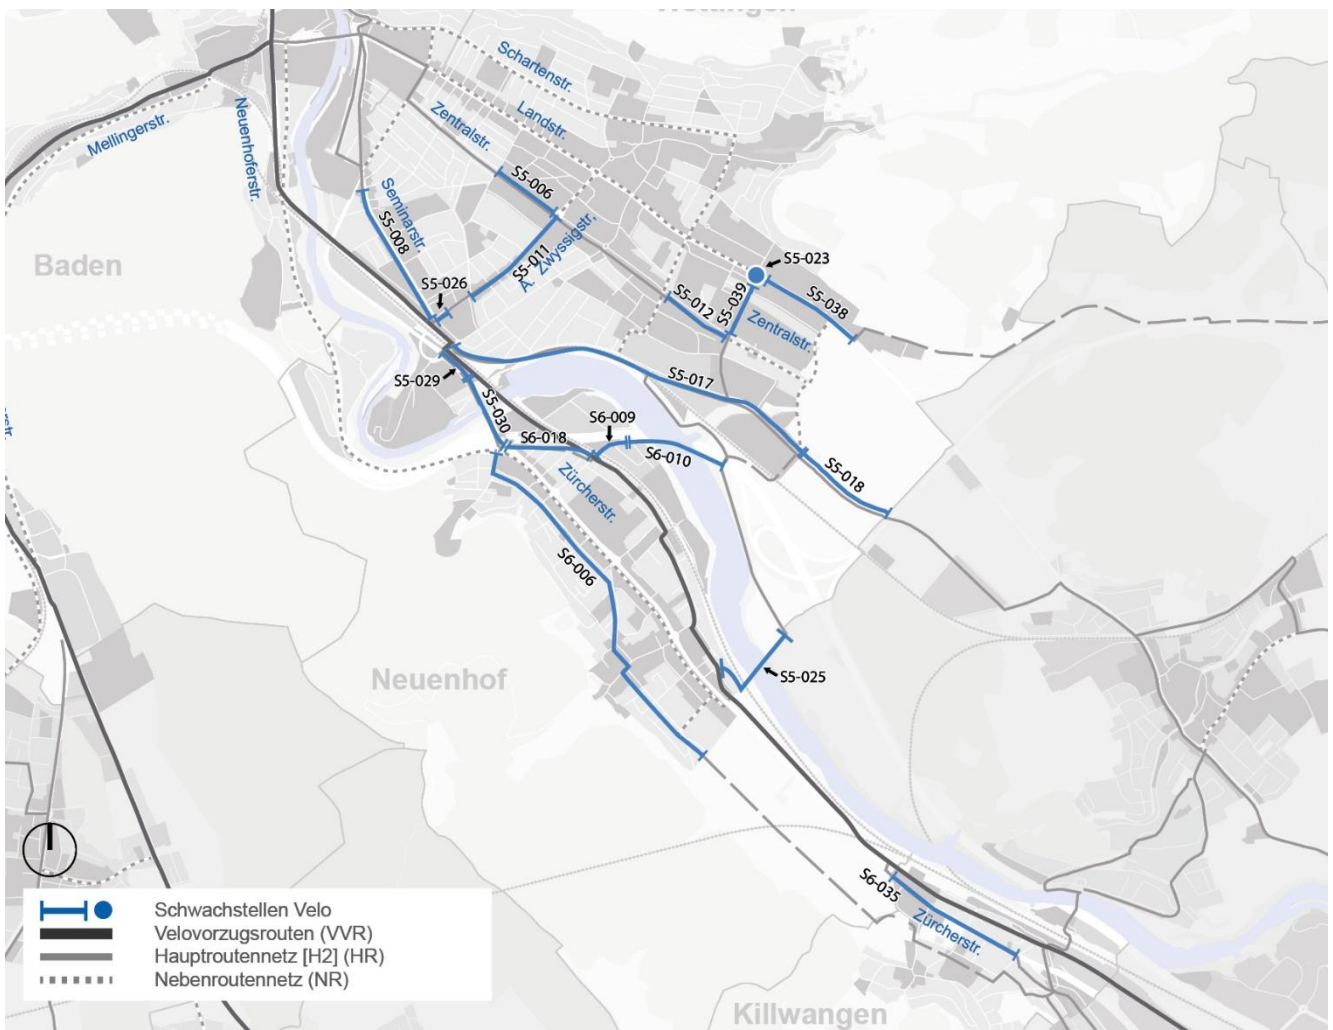 Wettingen
Schartenstr.
Landstr.
Zentralstr.
Mellingerstr.
Neuenhoferstr.
S5-006
Seminarstr.
S5-008
S5-011
A. Zwyssigstr.
Baden
S5-026
S5-023
S5-012
S5-039
S5-038
Zentralstr.
S5-029
S5-017
S5-030
S6-009
S6-018
S6-010
S5-018
Zürcherstr.
S6-006
Neuenhof
S5-025
S6-035
Zürcherstr.
Killwangen
Schwachstellen Velo
Velovorzugsrouten (VVR)
Hauptroutennetz [H2] (HR)
Nebenroutennetz (NR)